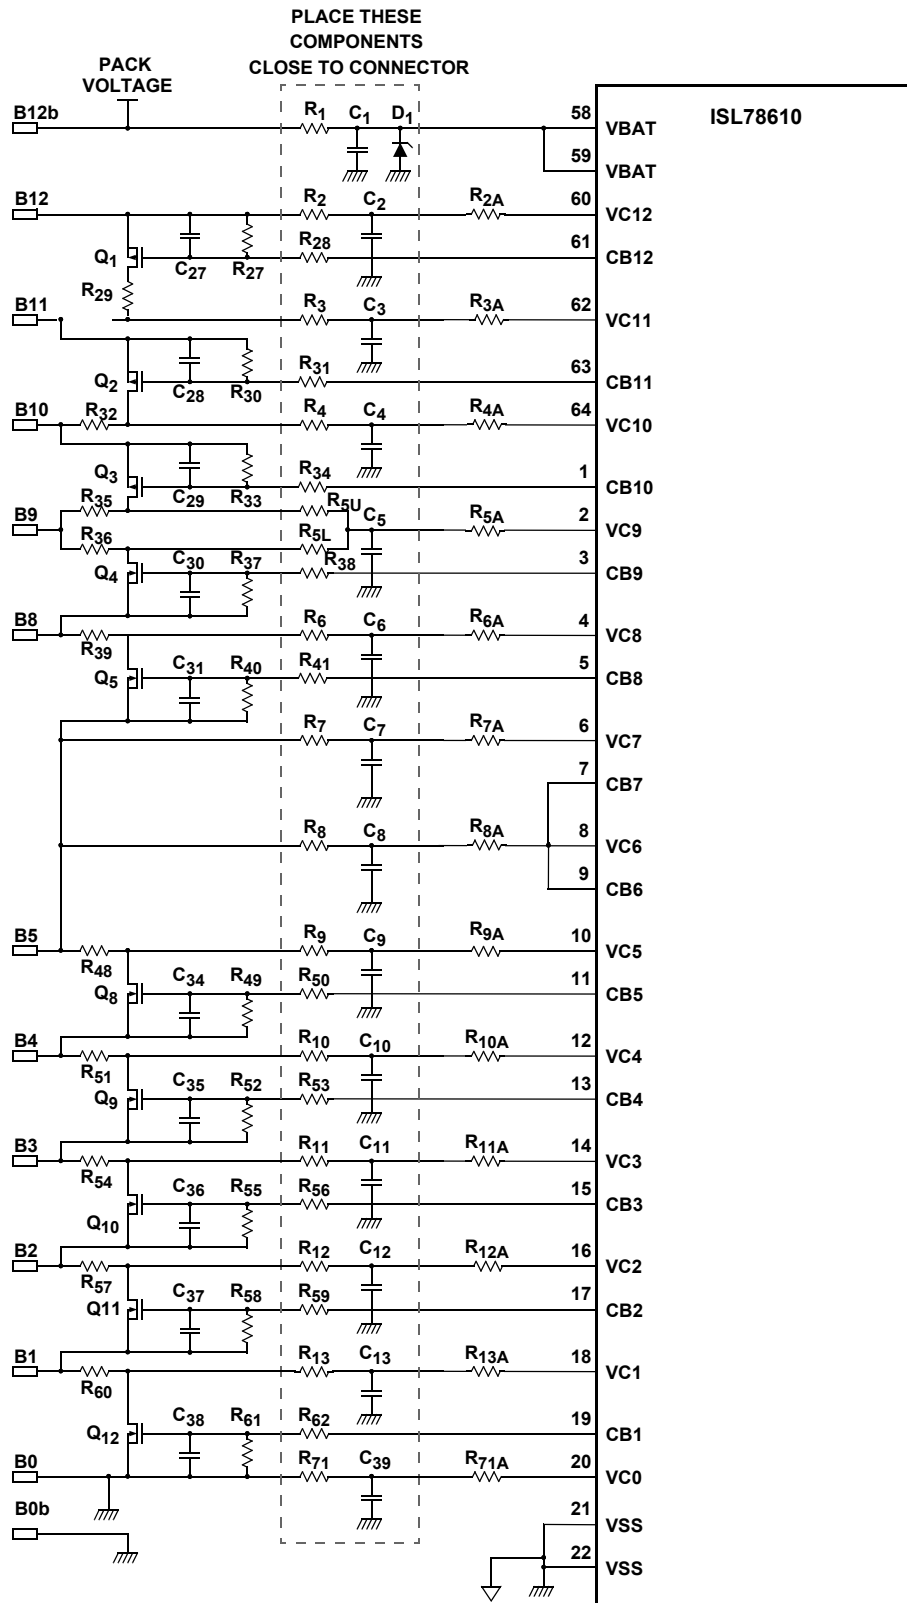 PLACE THESE
COMPONENTS
CLOSE TO CONNECTOR
PACK
VOLTAGE
B12b
R1
C1
D1
58
VBAT
ISL78610
59
VBAT
B12
R2
C2
R2A
60
VC12
Q1
C27
R27
R28
61
CB12
R29
B11
R3
C3
R3A
62
VC11
Q2
C28
R30
R31
63
CB11
B10
R32
R4
C4
R4A
64
VC10
Q3
C29
R33
R34
1
CB10
R35
R5U
B9
C5
R5A
2
VC9
R36
R5L
Q4
C30
R37
R38
3
CB9
B8
R39
R6
C6
R6A
4
VC8
Q5
C31
R40
R41
5
CB8
R7
C7
R7A
6
VC7
7
CB7
R8
C8
R8A
8
VC6
9
CB6
B5
R48
R9
C9
R9A
10
VC5
Q8
C34
R49
R50
11
CB5
B4
R51
R10
C10
R10A
12
VC4
Q9
C35
R52
R53
13
CB4
B3
R54
R11
C11
R11A
14
VC3
Q10
C36
R55
R56
15
CB3
B2
R57
R12
C12
R12A
16
VC2
Q11
C37
R58
R59
17
CB2
B1
R60
R13
C13
R13A
18
VC1
Q12
C38
R61
R62
19
CB1
B0
R71
C39
R71A
20
VC0
B0b
21
VSS
22
VSS